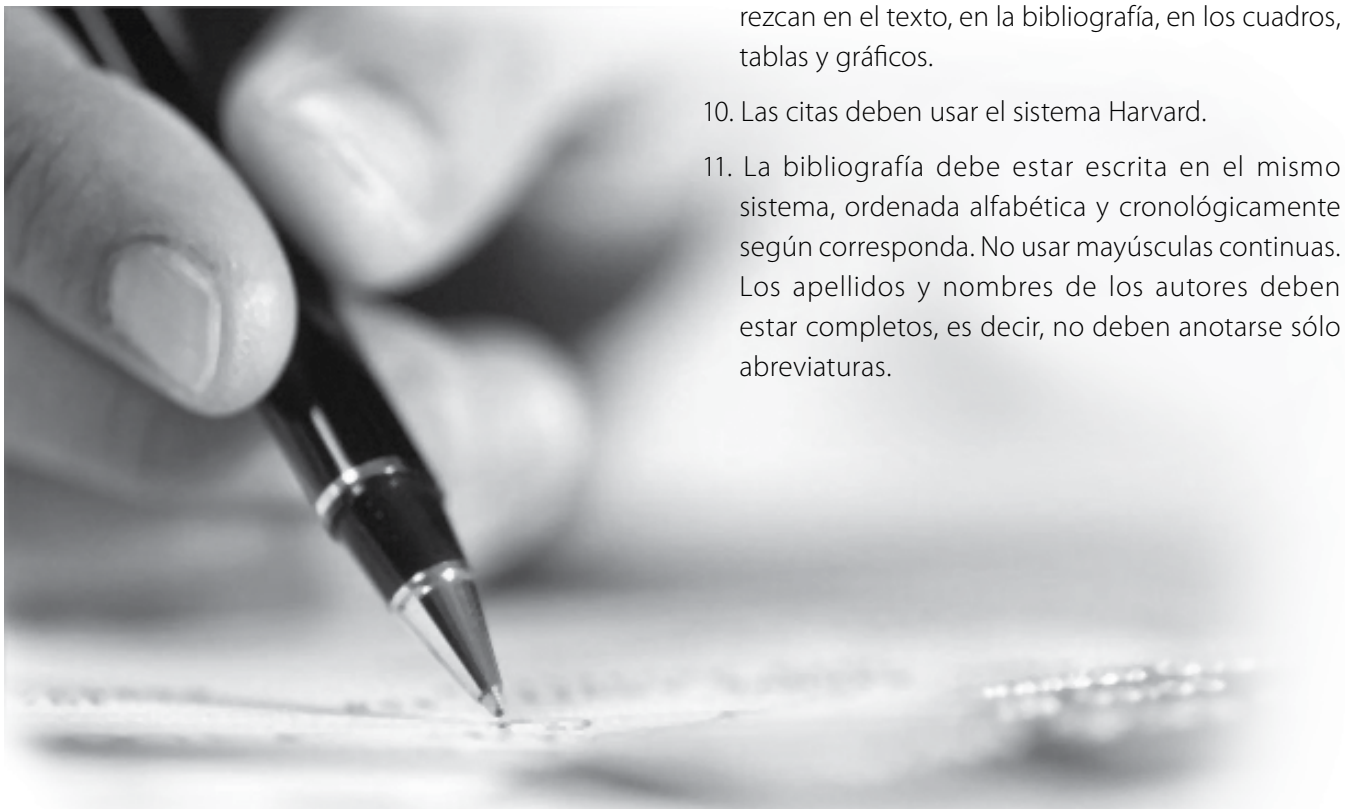 rezcan en el texto, en la bibliografía, en los cuadros,
tablas y gráficos.
10. Las citas deben usar el sistema Harvard.
11. La bibliografía debe estar escrita en el mismo
sistema, ordenada alfabética y cronológicamente
según corresponda. No usar mayúsculas continuas.
Los apellidos y nombres de los autores deben
estar completos, es decir, no deben anotarse sólo
abreviaturas.